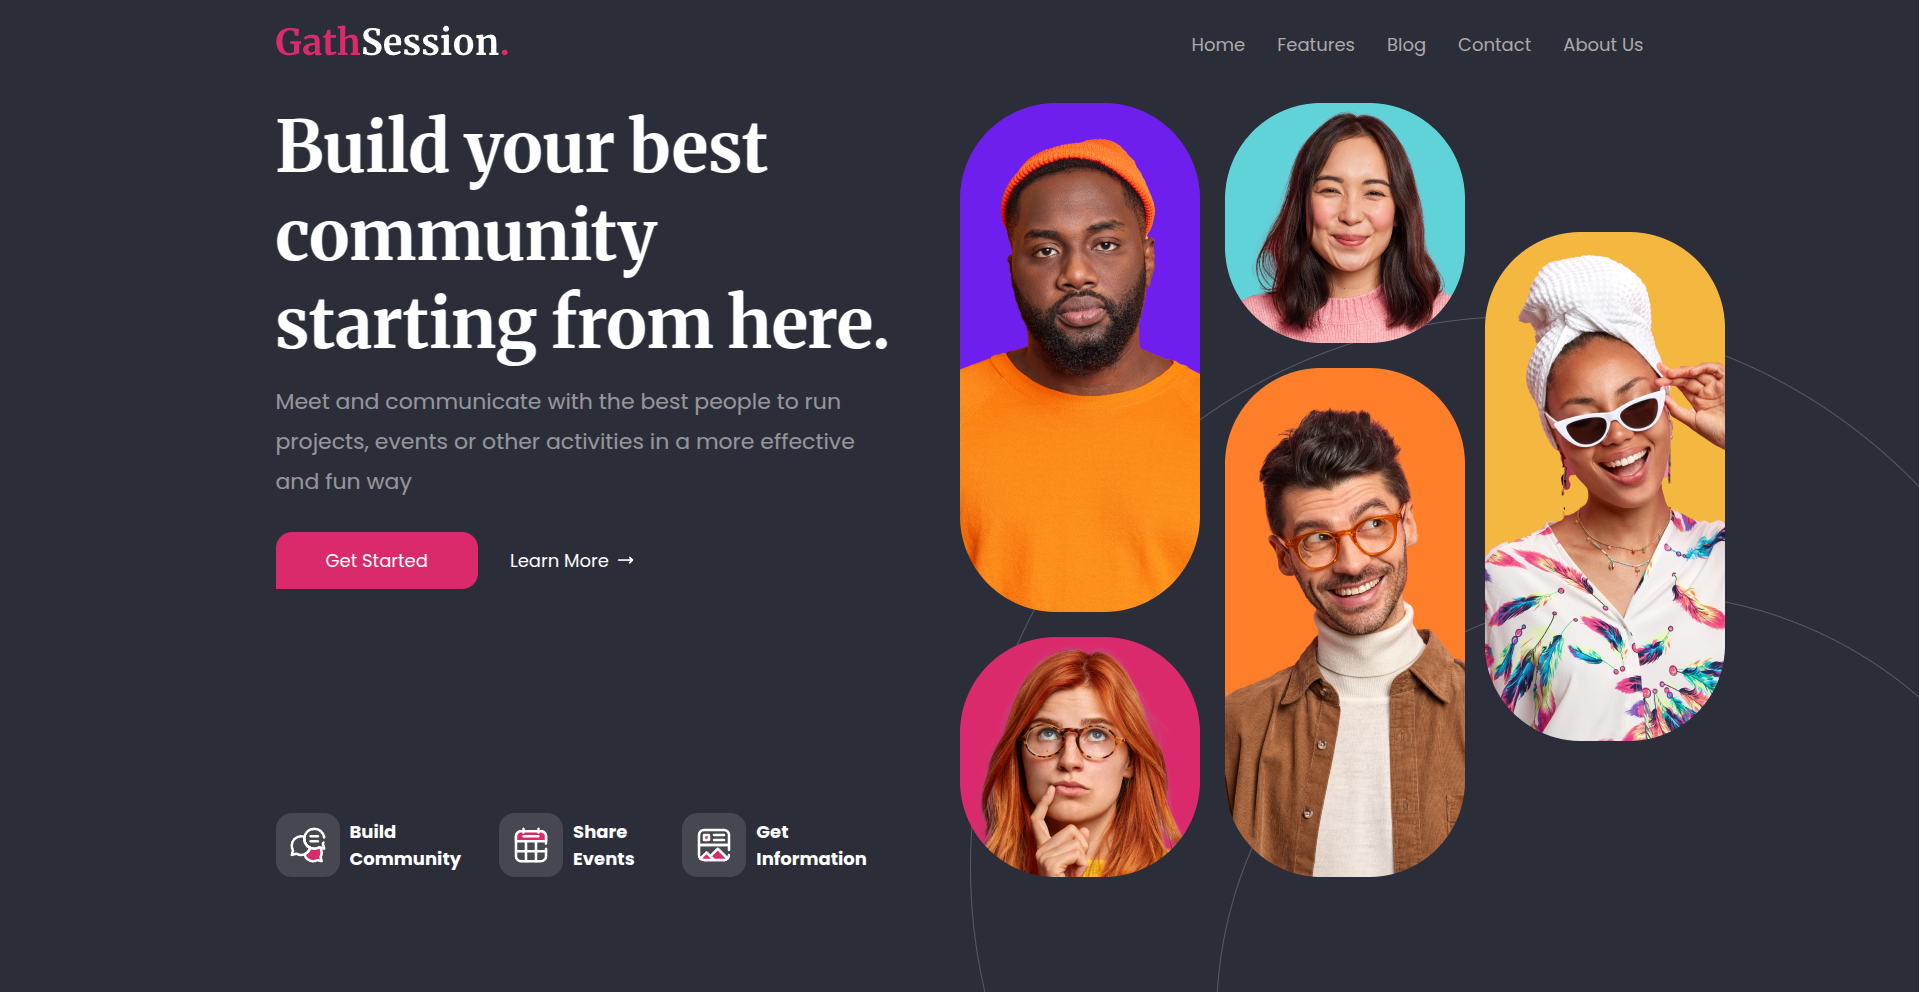 GathSession.
Home Features Blog Contact About Us
Build your best
community
starting from here.
Meet and communicate with the best people to run
projects, events or other activities in a more effective
and fun way
Get Started Learn More →
Build
Community
Share
Events
Get
Information